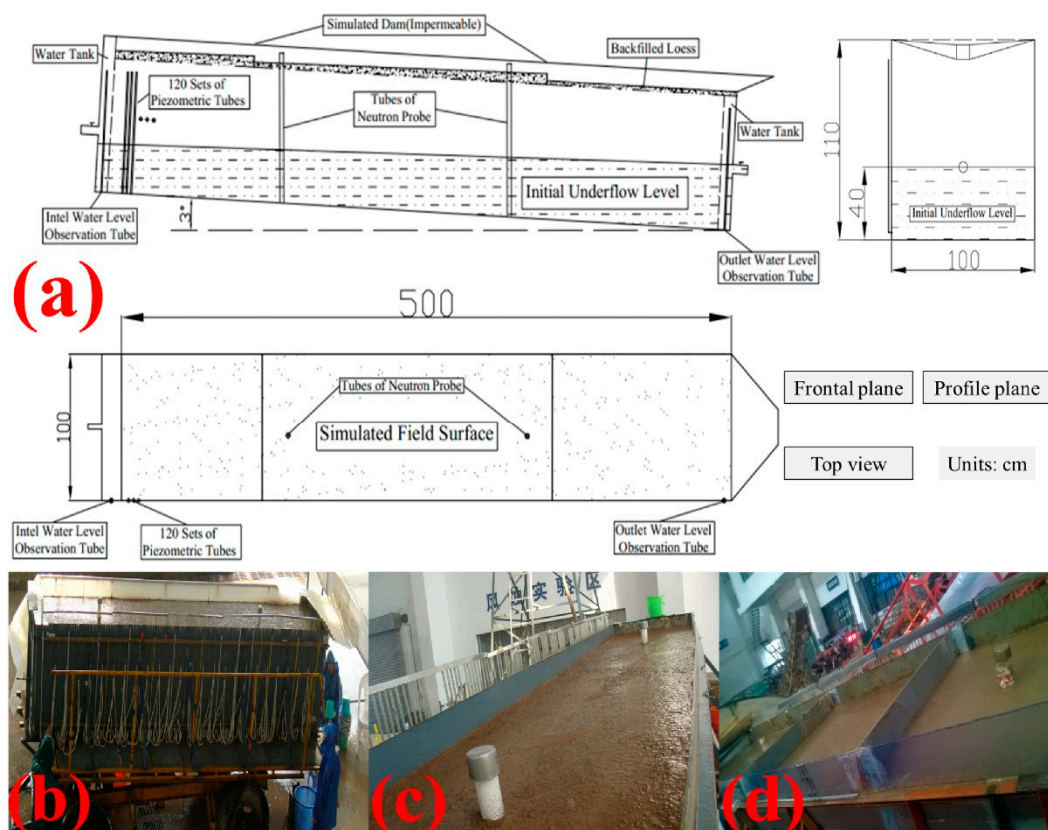 Simulated Dam(Impermeable)
Backfilled Loess
Water Tank
120 Sets of
Piezometric Tubes
Tubes of
Neutron Probe
Water Tank
Initial Underflow Level
3°
Intel Water Level
Observation Tube
Outlet Water Level
Observation Tube
110
40
Initial Underflow Level
100
(a)
500
100
Tubes of Neutron Probe
Simulated Field Surface
Intel Water Level
Observation Tube
120 Sets of
Piezometric Tubes
Outlet Water Level
Observation Tube
Frontal plane
Profile plane
Top view
Units: cm
实验区
(b)
(c)
(d)